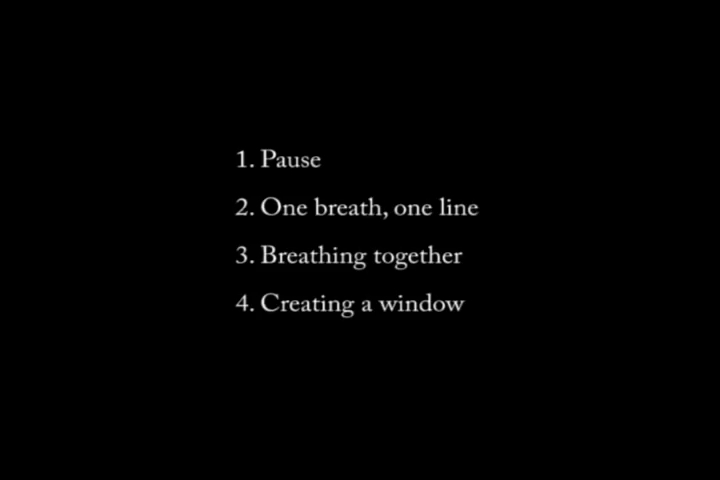 1. Pause
2. One breath, one line
3. Breathing together
4. Creating a window